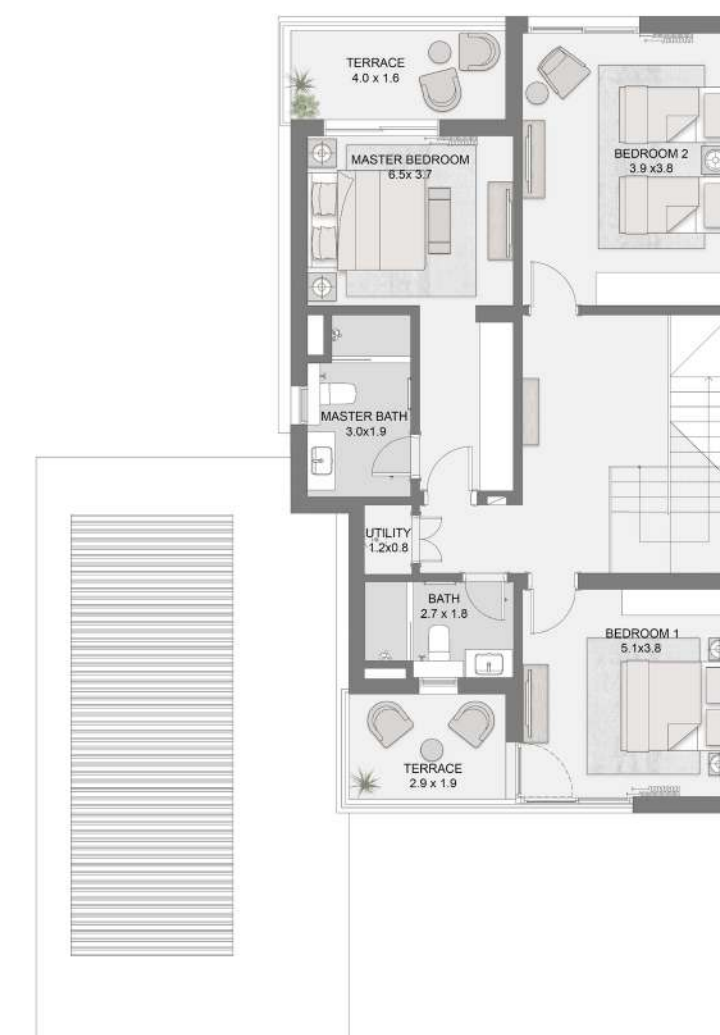 TERRACE
4.0 x 1.6
MASTER BEDROOM
6.5x 3.7
BEDROOM 2
3.9 x3.8
MASTER BATH
3.0x1.9
UTILITY
1.2x0.8
BATH
2.7 x 1.8
BEDROOM 1
5.1x3.8
TERRACE
2.9 x 1.9